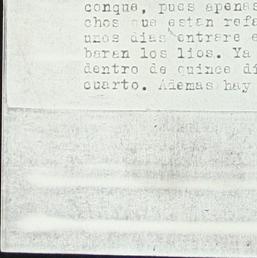 conque, pues apenas
chos que estan refa
unos dias entrare e
baran los lios. Ya
dentro de quince di
cuarto. Ademas hay